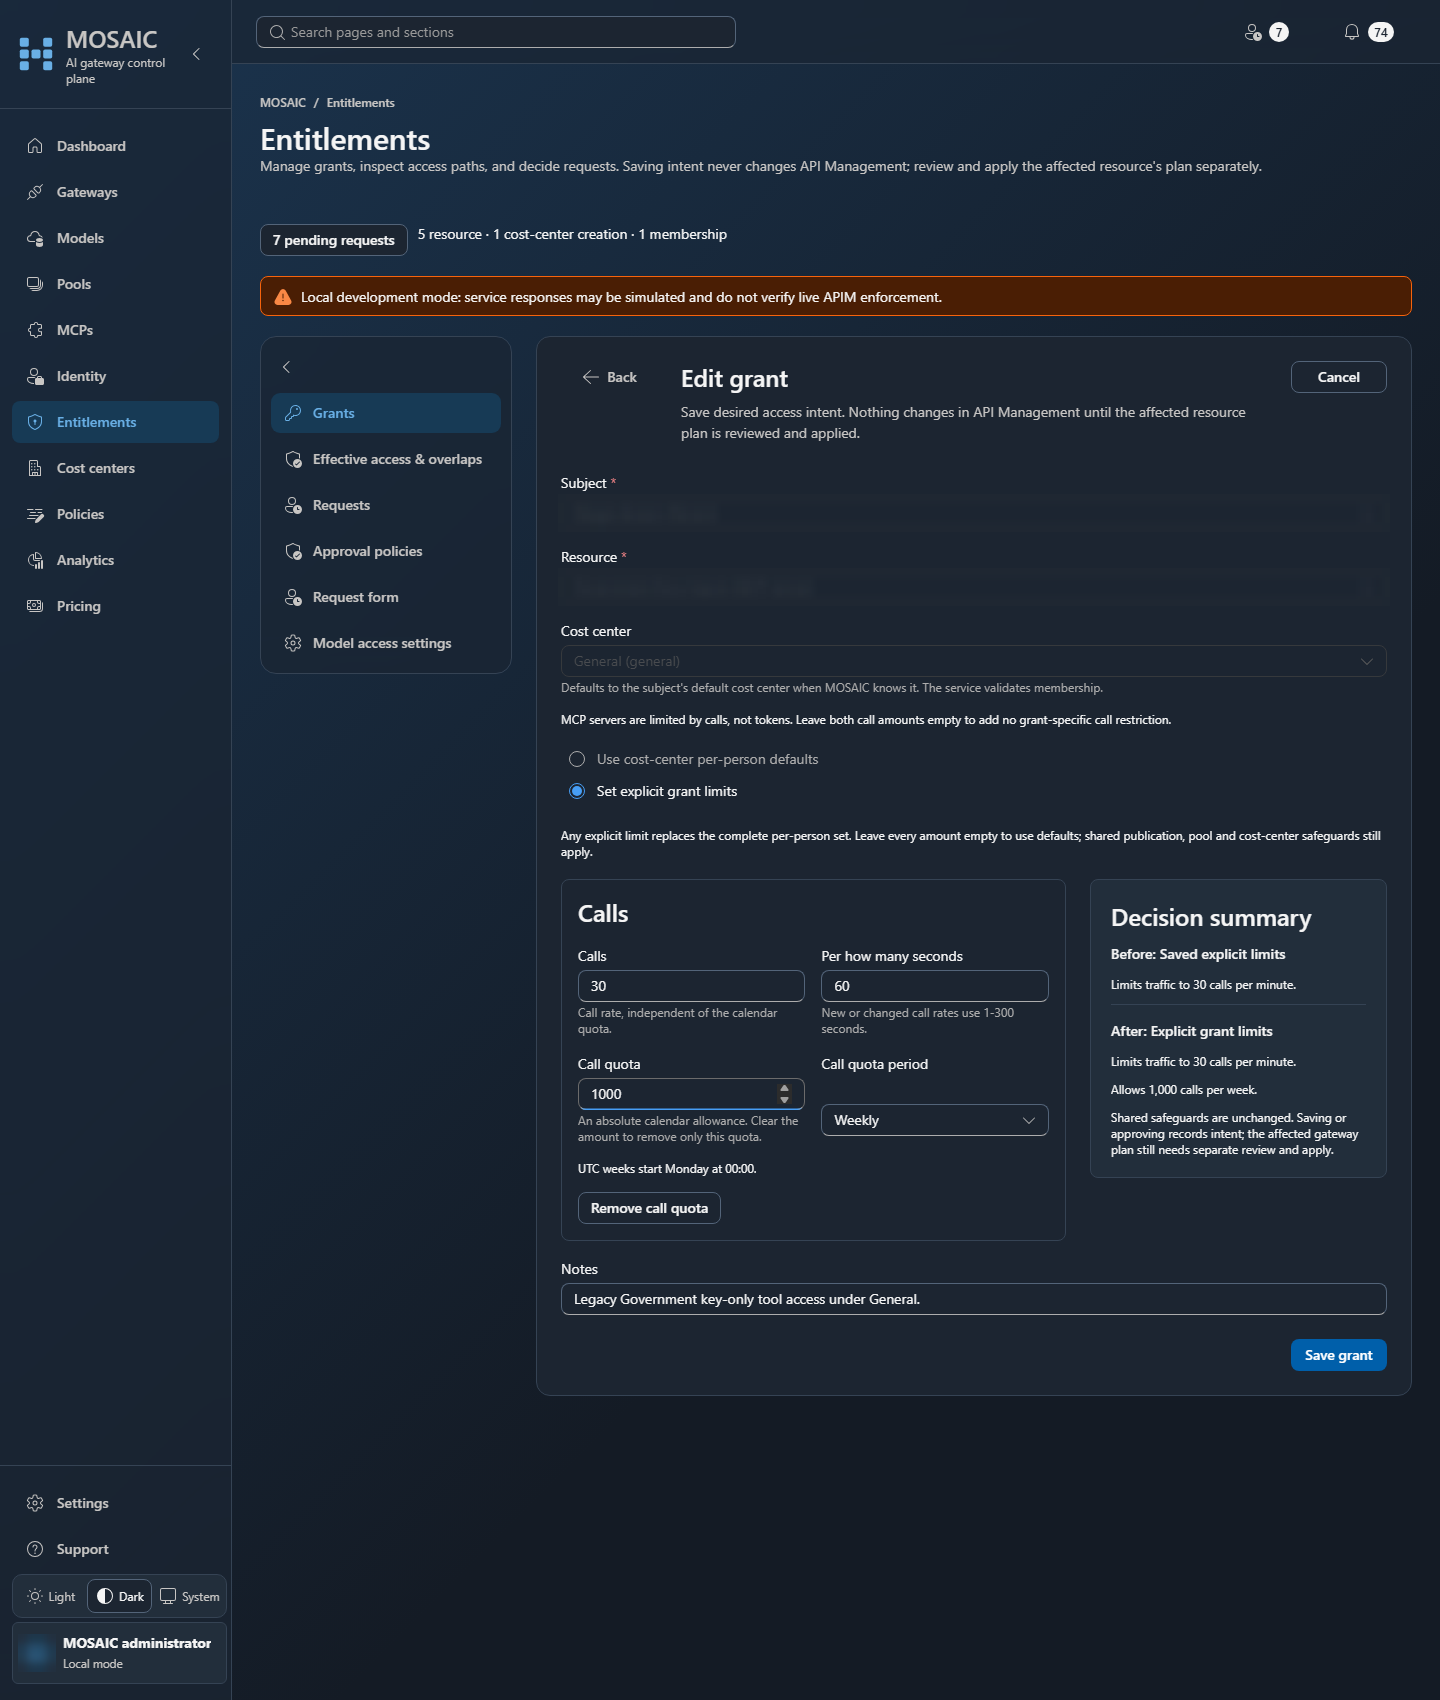 MOSAIC
AI gateway control
plane
Search pages and sections
7
74
Dashboard
Gateways
Models
Pools
MCPs
Identity
Entitlements
Cost centers
Policies
Analytics
Pricing
MOSAIC / Entitlements
Entitlements
Manage grants, inspect access paths, and decide requests. Saving intent never changes API Management; review and apply the affected resource's plan separately.
7 pending requests
5 resource · 1 cost-center creation · 1 membership
Local development mode: service responses may be simulated and do not verify live APIM enforcement.
Grants
Effective access & overlaps
Requests
Approval policies
Request form
Model access settings
Back
Edit grant
Cancel
Save desired access intent. Nothing changes in API Management until the affected resource
plan is reviewed and applied.
Subject *
Resource *
Cost center
General (general)
Defaults to the subject's default cost center when MOSAIC knows it. The service validates membership.
MCP servers are limited by calls, not tokens. Leave both call amounts empty to add no grant-specific call restriction.
Use cost-center per-person defaults
Set explicit grant limits
Any explicit limit replaces the complete per-person set. Leave every amount empty to use defaults; shared publication, pool and cost-center safeguards still
apply.
Calls
Calls
30
Call rate, independent of the calendar
quota.
Per how many seconds
60
New or changed call rates use 1-300
seconds.
Call quota
1000
An absolute calendar allowance. Clear the
amount to remove only this quota.
Call quota period
Weekly
UTC weeks start Monday at 00:00.
Remove call quota
Decision summary
Before: Saved explicit limits
Limits traffic to 30 calls per minute.
After: Explicit grant limits
Limits traffic to 30 calls per minute.
Allows 1,000 calls per week.
Shared safeguards are unchanged. Saving or
approving records intent; the affected gateway
plan still needs separate review and apply.
Notes
Legacy Government key-only tool access under General.
Save grant
Settings
Support
Light
Dark
System
MOSAIC administrator
Local mode